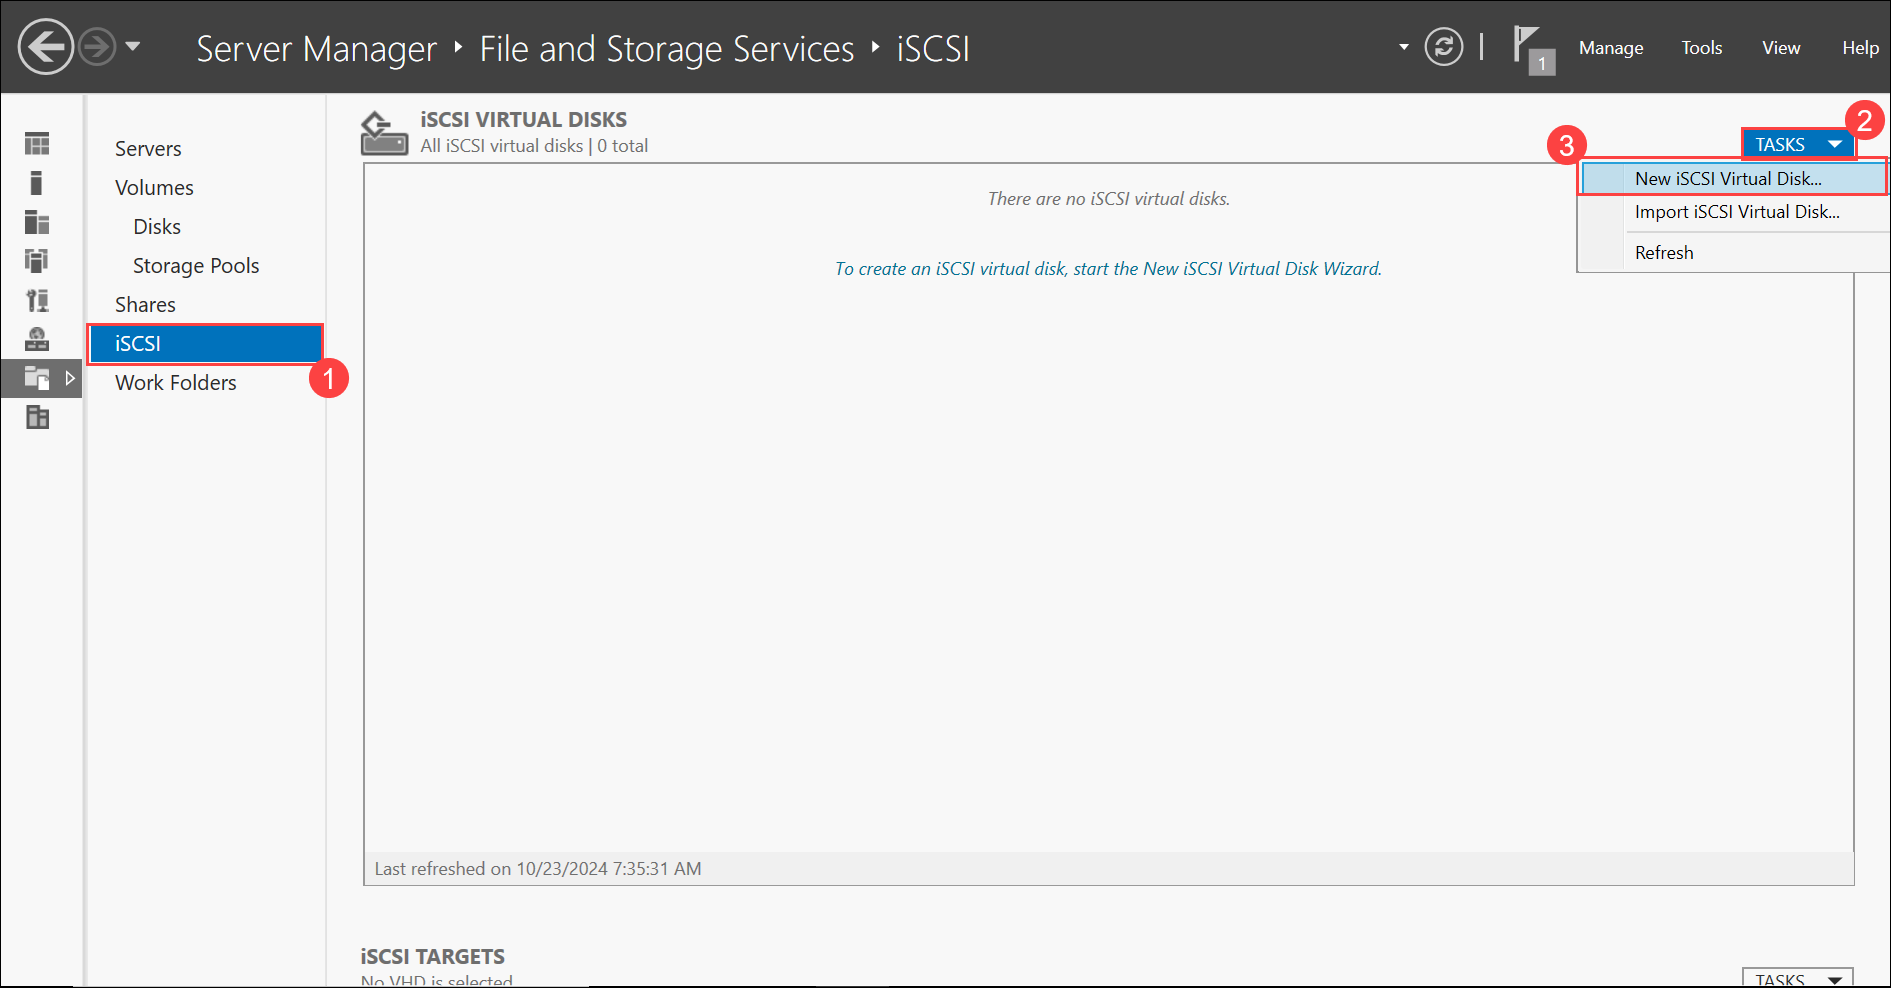 Server Manager ‣ File and Storage Services ‣ iSCSI
1
Manage
Tools
View
Help
Servers
Volumes
Disks
Storage Pools
Shares
iSCSI
1
Work Folders
iSCSI VIRTUAL DISKS
All iSCSI virtual disks | 0 total
2
TASKS
3
New iSCSI Virtual Disk...
Import iSCSI Virtual Disk...
Refresh
There are no iSCSI virtual disks.
To create an iSCSI virtual disk, start the New iSCSI Virtual Disk Wizard.
Last refreshed on 10/23/2024 7:35:31 AM
iSCSI TARGETS
No VHD is selected.
TASKS